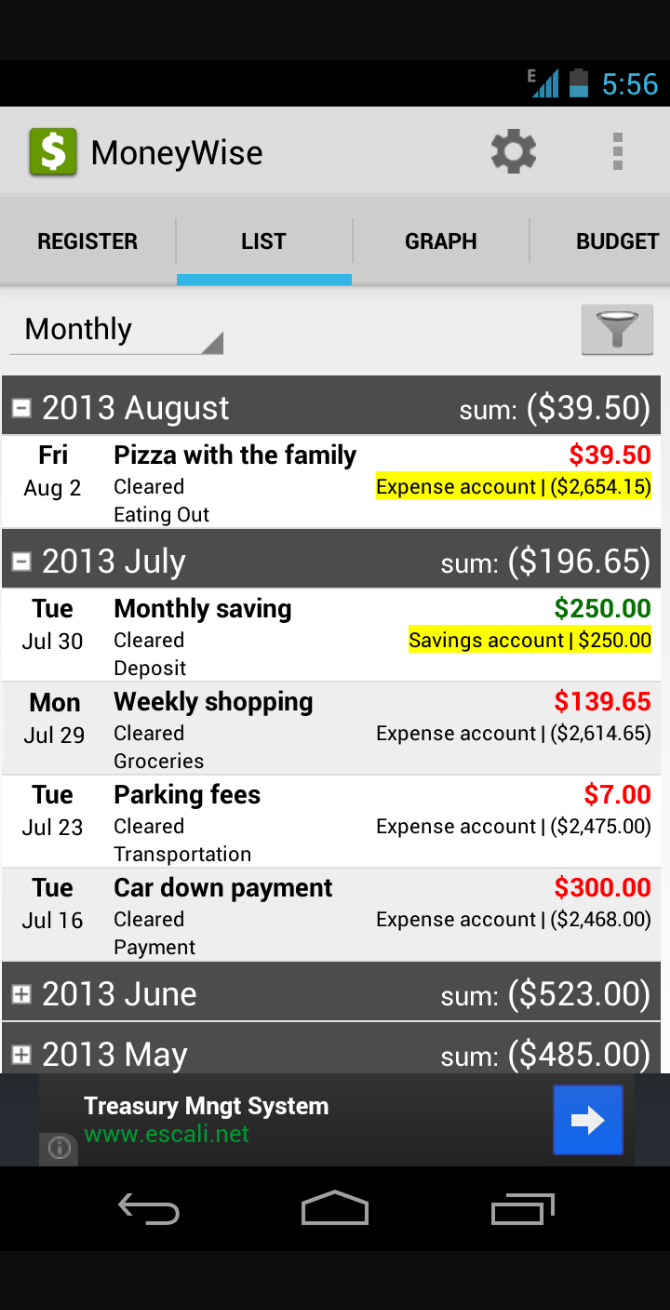 E 5:56
$ MoneyWise
REGISTER LIST GRAPH BUDGET
Monthly
2013 August sum: ($39.50)
Fri Pizza with the family $39.50
Aug 2 Cleared Expense account | ($2,654.15)
Eating Out
2013 July sum: ($196.65)
Tue Monthly saving $250.00
Jul 30 Cleared Savings account | $250.00
Deposit
Mon Weekly shopping $139.65
Jul 29 Cleared Expense account | ($2,614.65)
Groceries
Tue Parking fees $7.00
Jul 23 Cleared Expense account | ($2,475.00)
Transportation
Tue Car down payment $300.00
Jul 16 Cleared Expense account | ($2,468.00)
Payment
2013 June sum: ($523.00)
2013 May sum: ($485.00)
Treasury Mngt System
www.escali.net